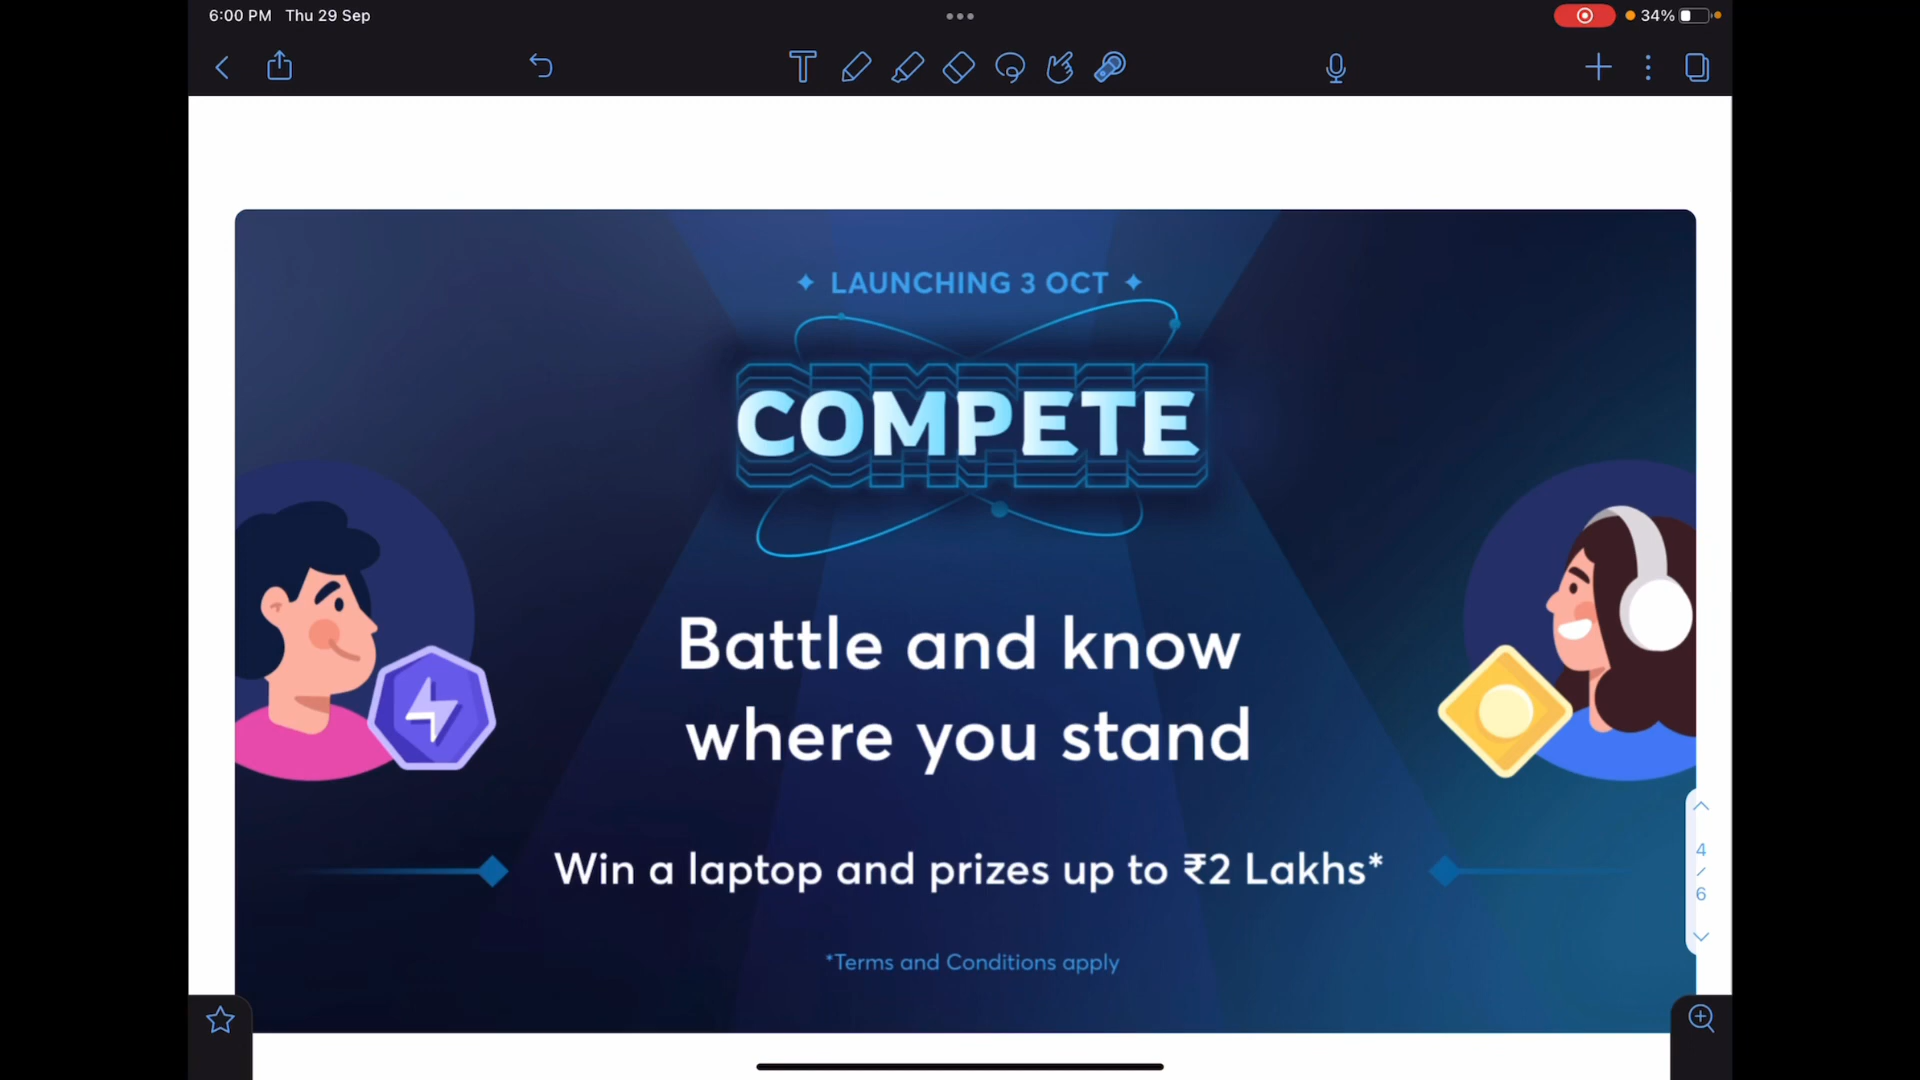 6:00 PM Thu 29 Sep
34%
LAUNCHING 3 OCT
COMPETE
Battle and know
where you stand
Win a laptop and prizes up to ₹2 Lakhs*
*Terms and Conditions apply
4
/
6